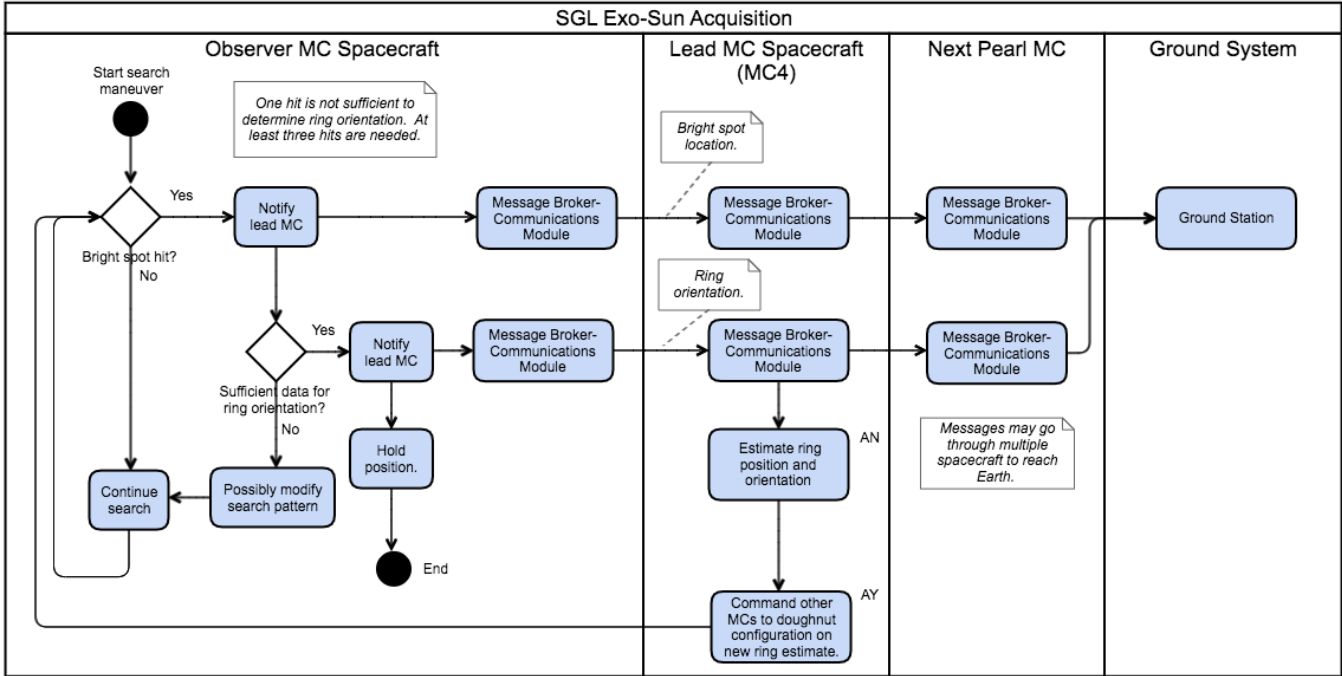 SGL Exo-Sun Acquisition
Observer MC Spacecraft
Lead MC Spacecraft
(MC4)
Next Pearl MC
Ground System
Start search
maneuver
One hit is not sufficient to
determine ring orientation. At
least three hits are needed.
Bright spot
location.
Yes
Notify
lead MC
Message Broker-
Communications
Module
Message Broker-
Communications
Module
Message Broker-
Communications
Module
Ground Station
Bright spot hit?
No
Ring
orientation.
Yes
Notify
lead MC
Message Broker-
Communications
Module
Message Broker-
Communications
Module
Message Broker-
Communications
Module
Sufficient data for
ring orientation?
No
Hold
position.
Estimate ring
position and
orientation
AN
Messages may go
through multiple
spacecraft to reach
Earth.
Continue
search
Possibly modify
search pattern
End
Command other
MCs to doughnut
configuration on
new ring estimate.
AY